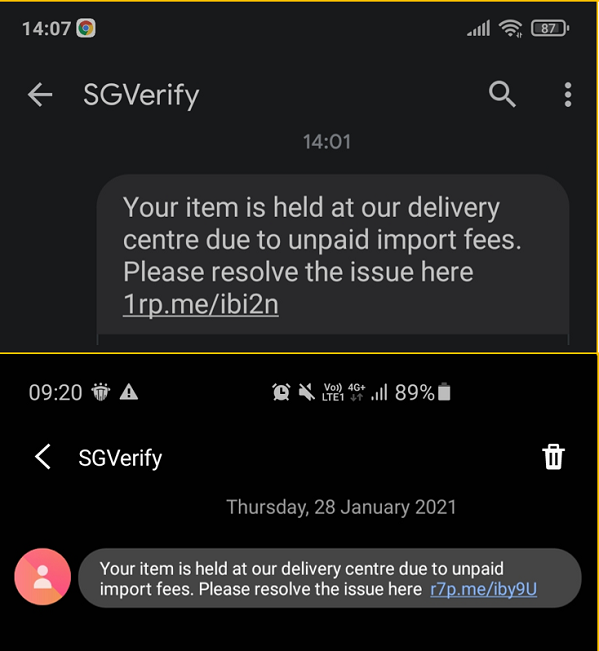 14:07 87
SGVerify
14:01
Your item is held at our delivery
centre due to unpaid import fees.
Please resolve the issue here
1rp.me/ibi2n
09:20 Vo)) LTE1 4G+ 89%
SGVerify
Thursday, 28 January 2021
Your item is held at our delivery centre due to unpaid
import fees. Please resolve the issue here r7p.me/iby9U